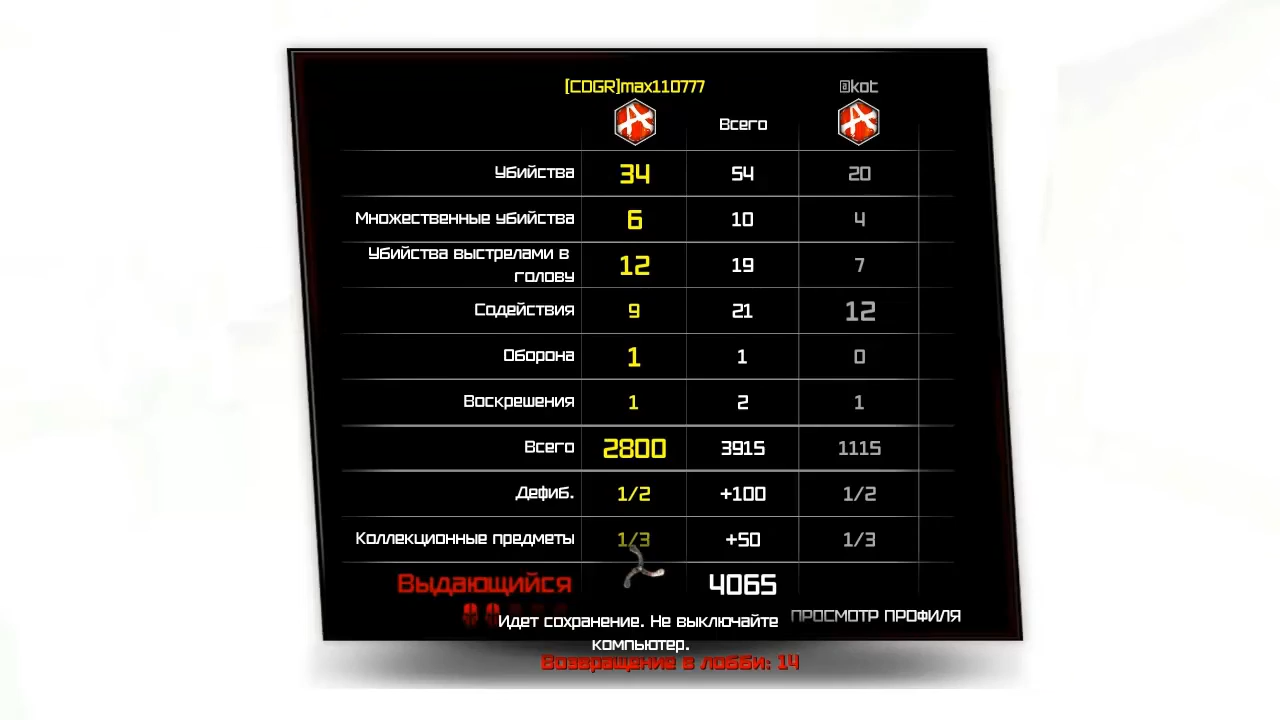 [CDGR]max110777 kot
Всего
Убийства 34 54 20
Множественные убийства 6 10 4
Убийства выстрелами в
голову 12 19 7
Содействия 9 21 12
Оборона 1 1 0
Воскрешения 1 2 1
Всего 2800 3915 1115
Дефиб. 1/2 +100 1/2
Коллекционные предметы 1/3 +50 1/3
Выдающийся 4065
ПРОСМОТР ПРОФИЛЯ
Идет сохранение. Не выключайте
компьютер.
Возвращение в лобби: 14